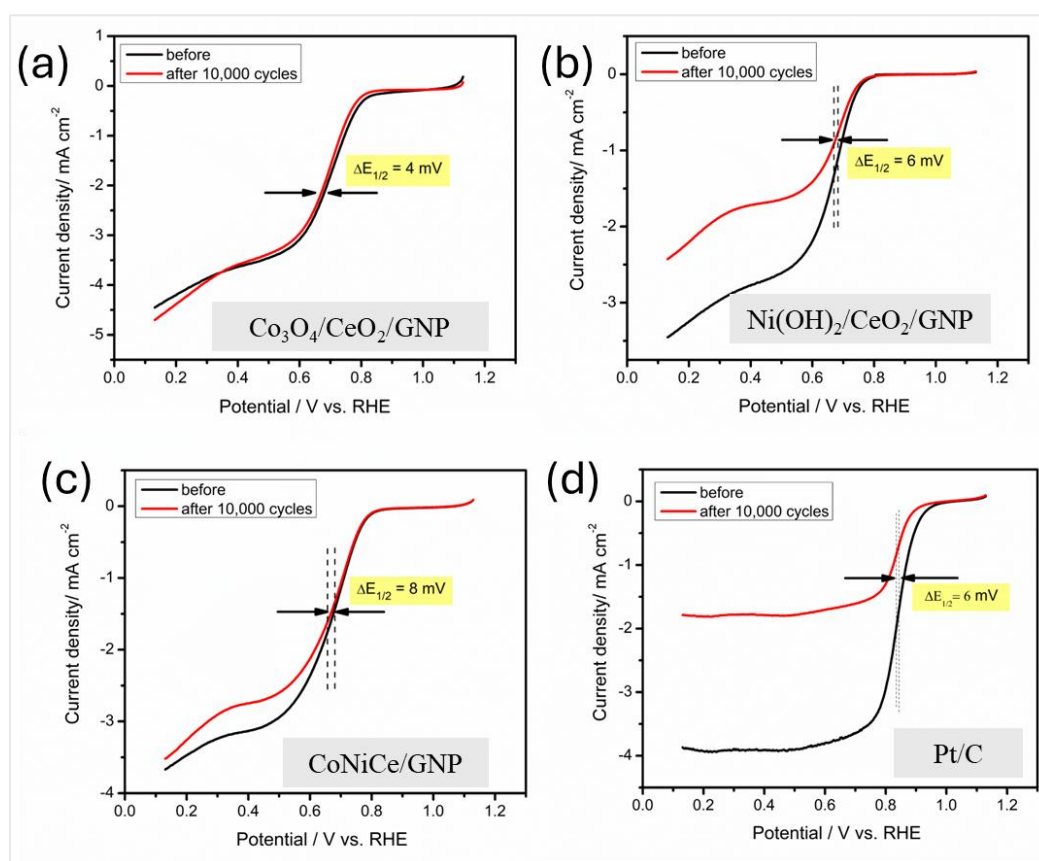 (a)
before
after 10,000 cycles
1
0
-1
-2
-3
-4
-5
ΔE1/2 = 4 mV
Co3O4/CeO2/GNP
Current density/ mA cm-2
0.0 0.2 0.4 0.6 0.8 1.0 1.2
Potential / V vs. RHE
(b)
before
after 10,000 cycles
0
-1
-2
-3
ΔE1/2 = 6 mV
Ni(OH)2/CeO2/GNP
Current density/ mA cm-2
0.0 0.2 0.4 0.6 0.8 1.0 1.2
Potential / V vs. RHE
(c)
before
after 10,000 cycles
0
-1
-2
-3
-4
ΔE1/2 = 8 mV
CoNiCe/GNP
Current density/ mA cm-2
0.0 0.2 0.4 0.6 0.8 1.0 1.2
Potential / V vs. RHE
(d)
before
after 10,000 cycles
0
-1
-2
-3
-4
ΔE1/2 = 6 mV
Pt/C
Current density/ mA cm-2
0.0 0.2 0.4 0.6 0.8 1.0 1.2
Potential / V vs. RHE